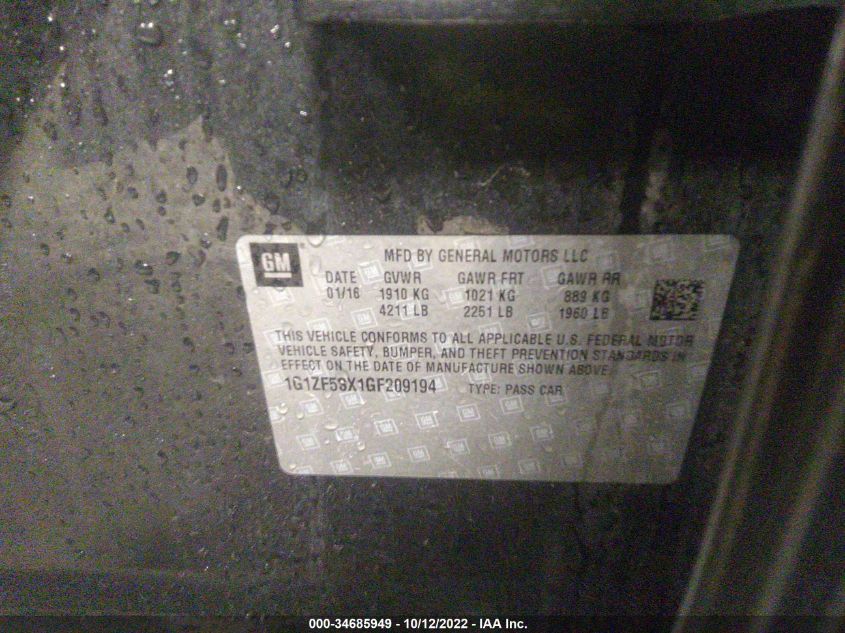 GM
MFD BY GENERAL MOTORS LLC
DATE GVWR GAWR FRT GAWR RR
01/16 1910 KG 1021 KG 889 KG
4211 LB 2251 LB 1960 LB
THIS VEHICLE CONFORMS TO ALL APPLICABLE U.S. FEDERAL MOTOR
VEHICLE SAFETY, BUMPER, AND THEFT PREVENTION STANDARDS IN
EFFECT ON THE DATE OF MANUFACTURE SHOWN ABOVE.
1G1ZF5SX1GF209194 TYPE: PASS CAR
000-34685949 - 10/12/2022 - IAA Inc.